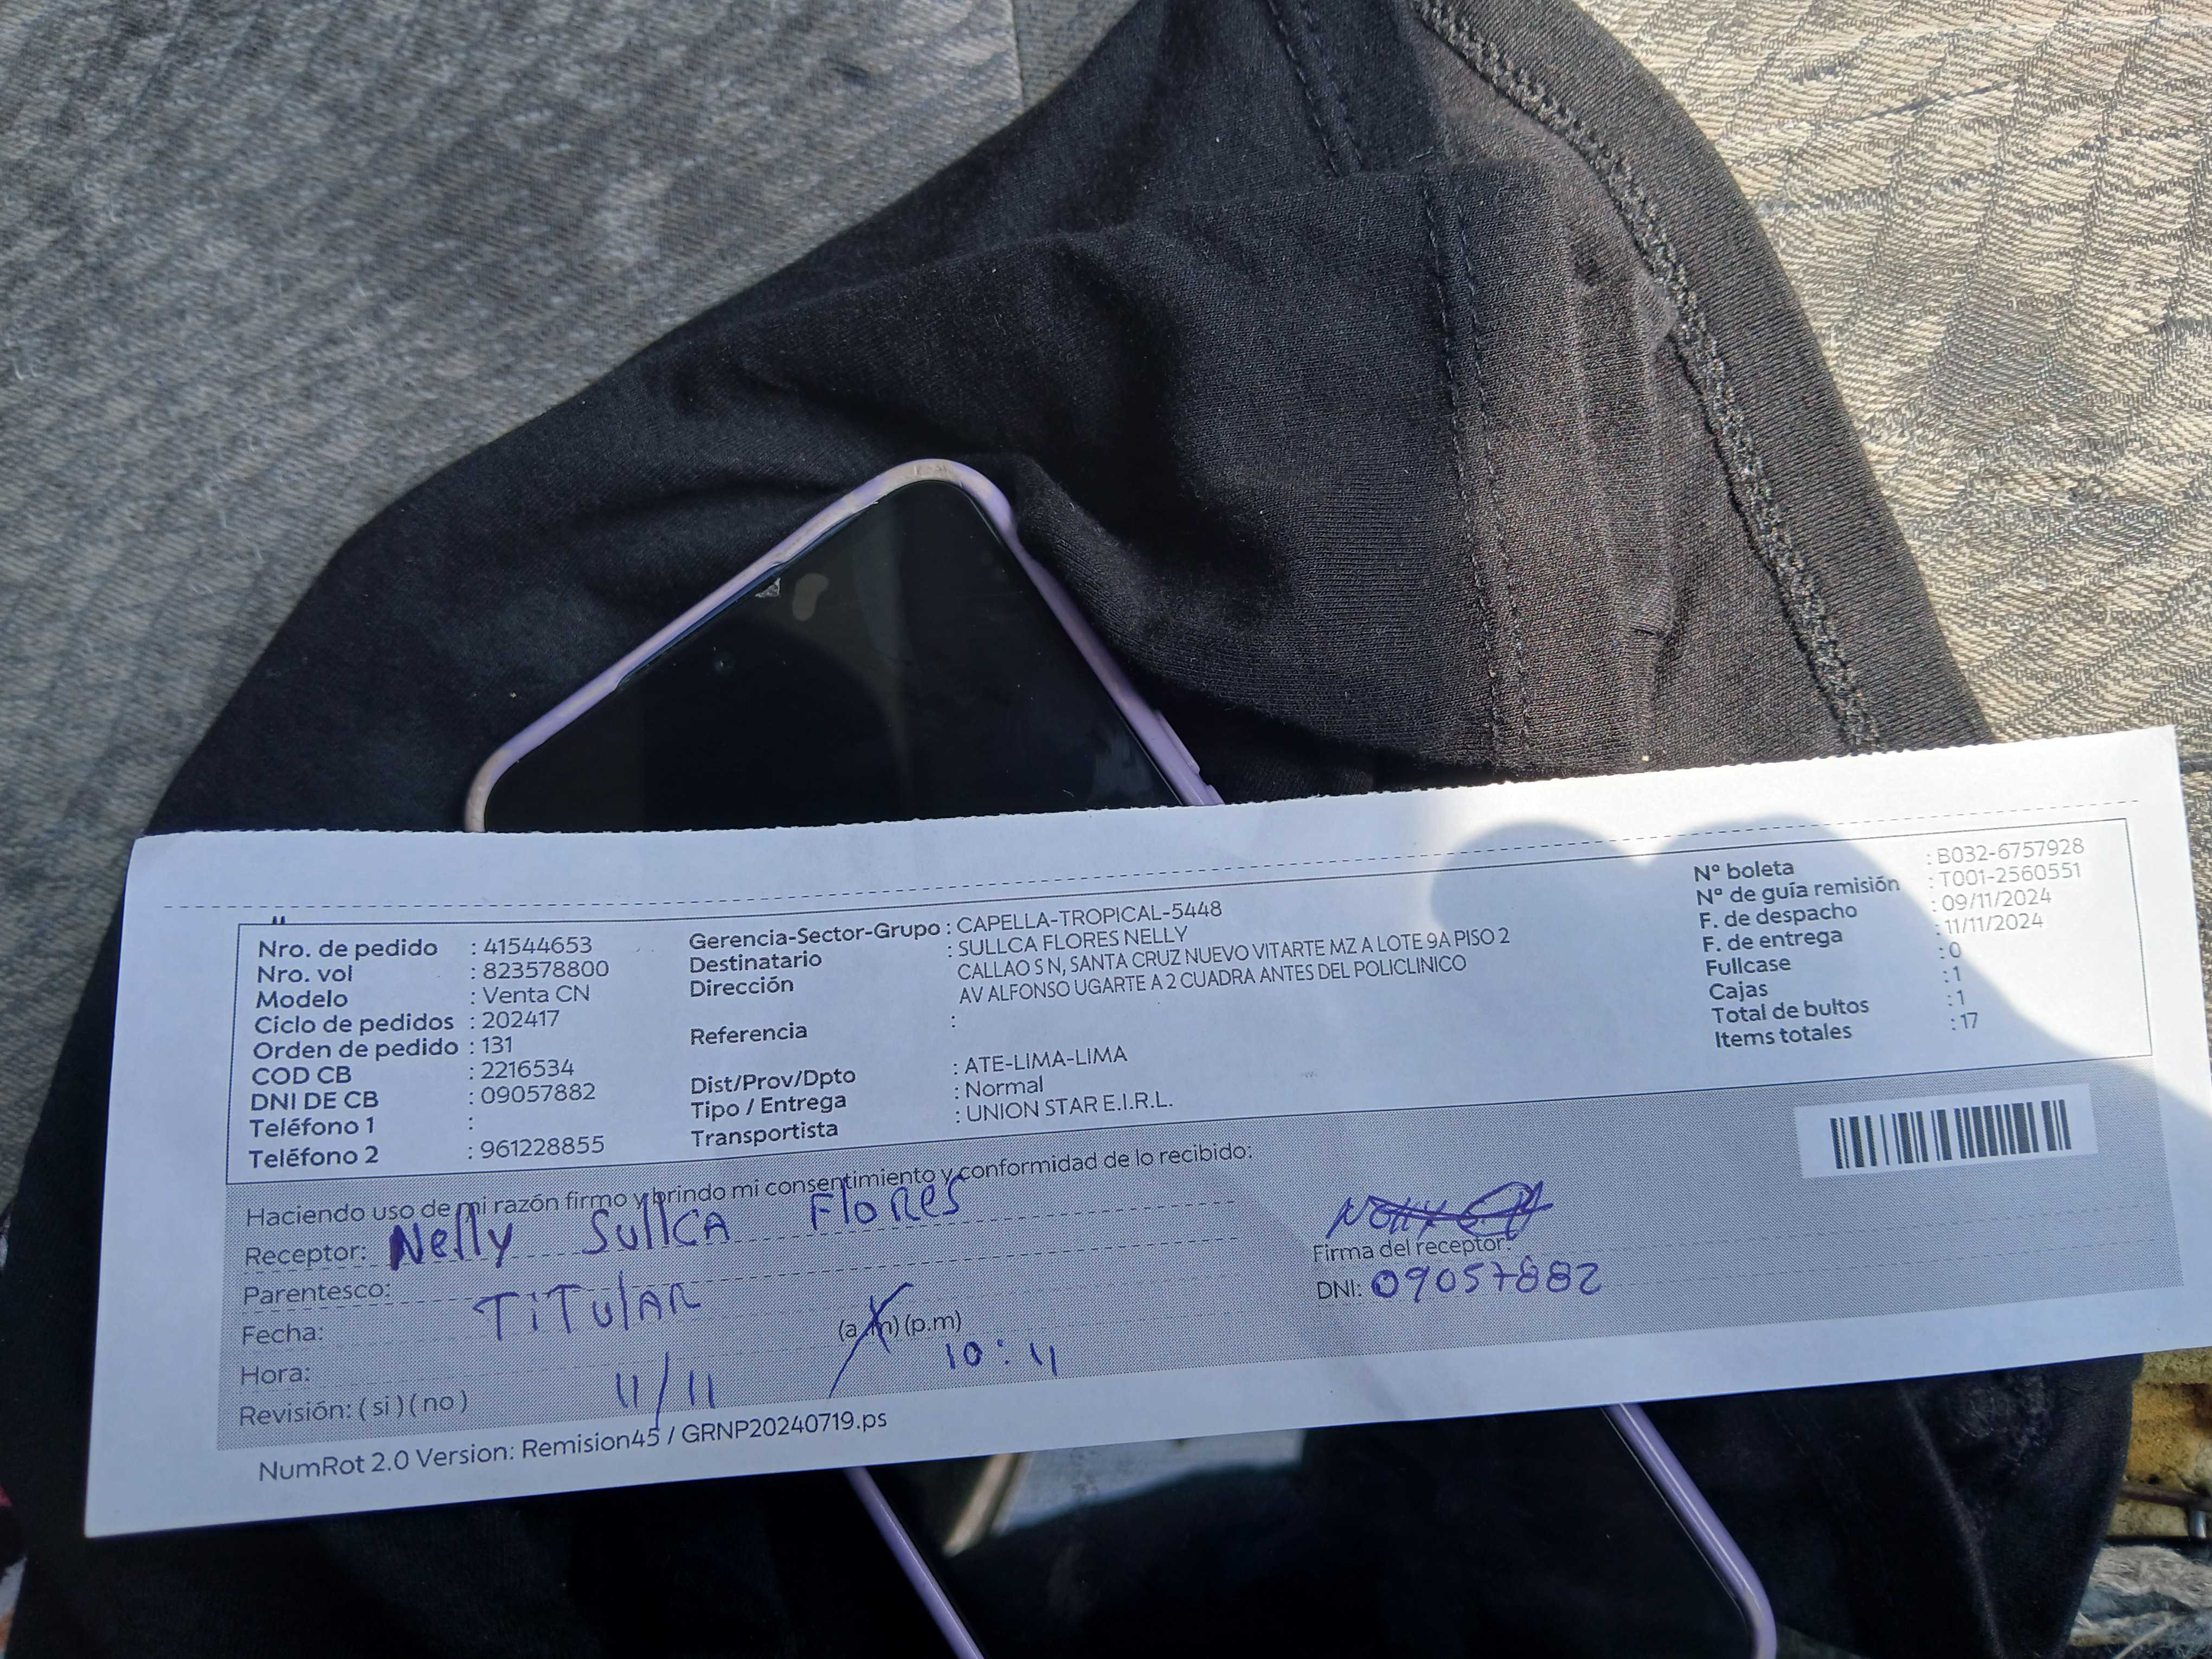 Nro. de pedido : 41544653
Nro. vol : 823578800
Modelo : Venta CN
Ciclo de pedidos : 202417
Orden de pedido : 131
COD CB : 2216534
DNI DE CB : 09057882
Teléfono 1 :
Teléfono 2 : 961228855
Gerencia-Sector-Grupo : CAPELLA-TROPICAL-5448
Destinatario : SULLCA FLORES NELLY
Dirección CALLAO S N, SANTA CRUZ NUEVO VITARTE MZ A LOTE 9A PISO 2
AV ALFONSO UGARTE A 2 CUADRA ANTES DEL POLICLINICO
Referencia :
Dist/Prov/Dpto : ATE-LIMA-LIMA
Tipo / Entrega : Normal
Transportista : UNION STAR E.I.R.L.
Nº boleta : B032-6757928
Nº de guía remisión : T001-2560551
F. de despacho : 09/11/2024
F. de entrega : 11/11/2024
Fullcase : 0
Cajas : 1
Total de bultos : 1
Items totales : 17
Haciendo uso de mi razón firmo y brindo mi consentimiento y conformidad de lo recibido:
Receptor: Nelly Sullca Flores
Parentesco:
Fecha: TiTulAR
Hora: (a.m) (p.m)
Revisión: ( si ) ( no ) 11/11 10:11
Firma del receptor:
DNI: 09057882
NumRot 2.0 Version: Remision45 / GRNP20240719.ps